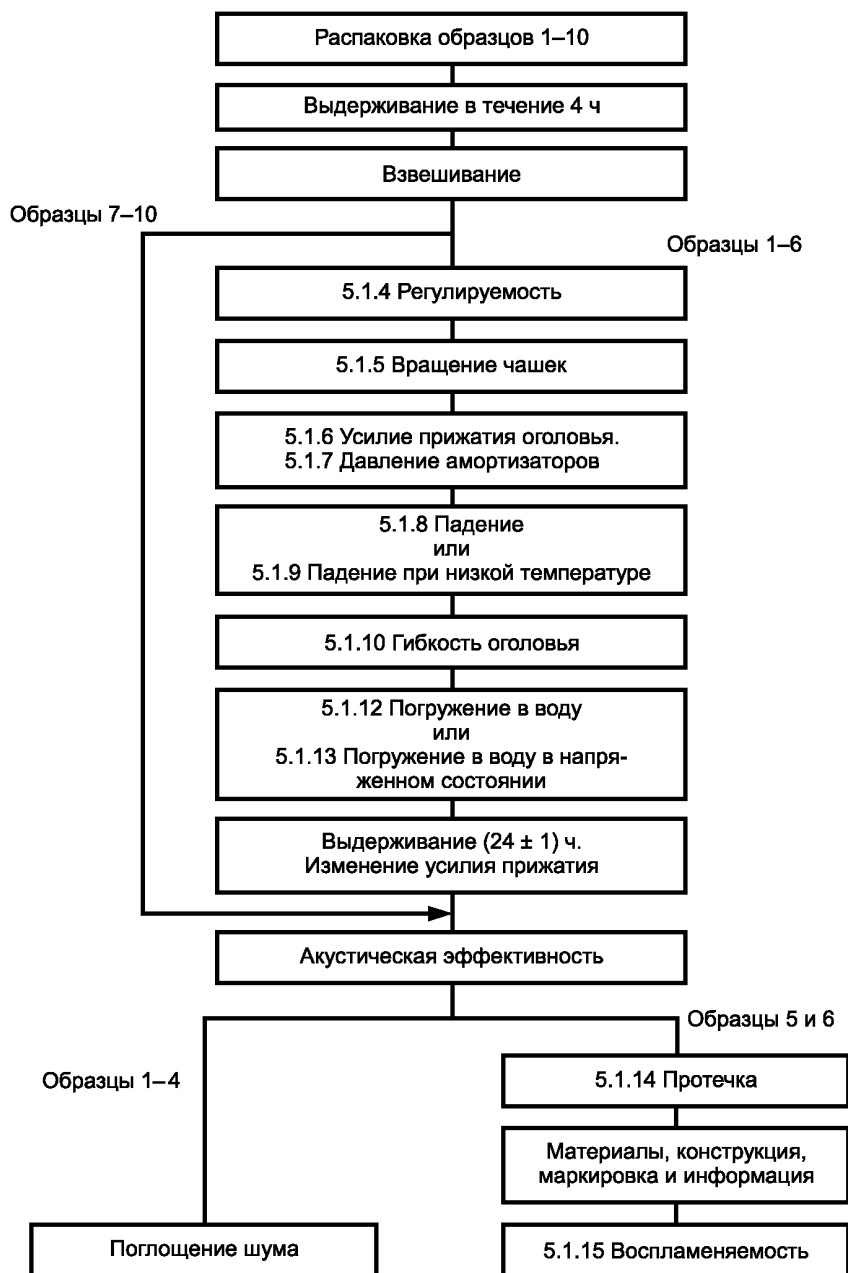 Распаковка образцов 1–10
Выдерживание в течение 4 ч
Взвешивание
Образцы 7–10
Образцы 1–6
5.1.4 Регулируемость
5.1.5 Вращение чашек
5.1.6 Усилие прижатия оголовья.
5.1.7 Давление амортизаторов
5.1.8 Падение
или
5.1.9 Падение при низкой температуре
5.1.10 Гибкость оголовья
5.1.12 Погружение в воду
или
5.1.13 Погружение в воду в напря-
женном состоянии
Выдерживание (24 ± 1) ч.
Изменение усилия прижатия
Акустическая эффективность
Образцы 5 и 6
Образцы 1–4
5.1.14 Протечка
Материалы, конструкция,
маркировка и информация
Поглощение шума
5.1.15 Воспламеняемость